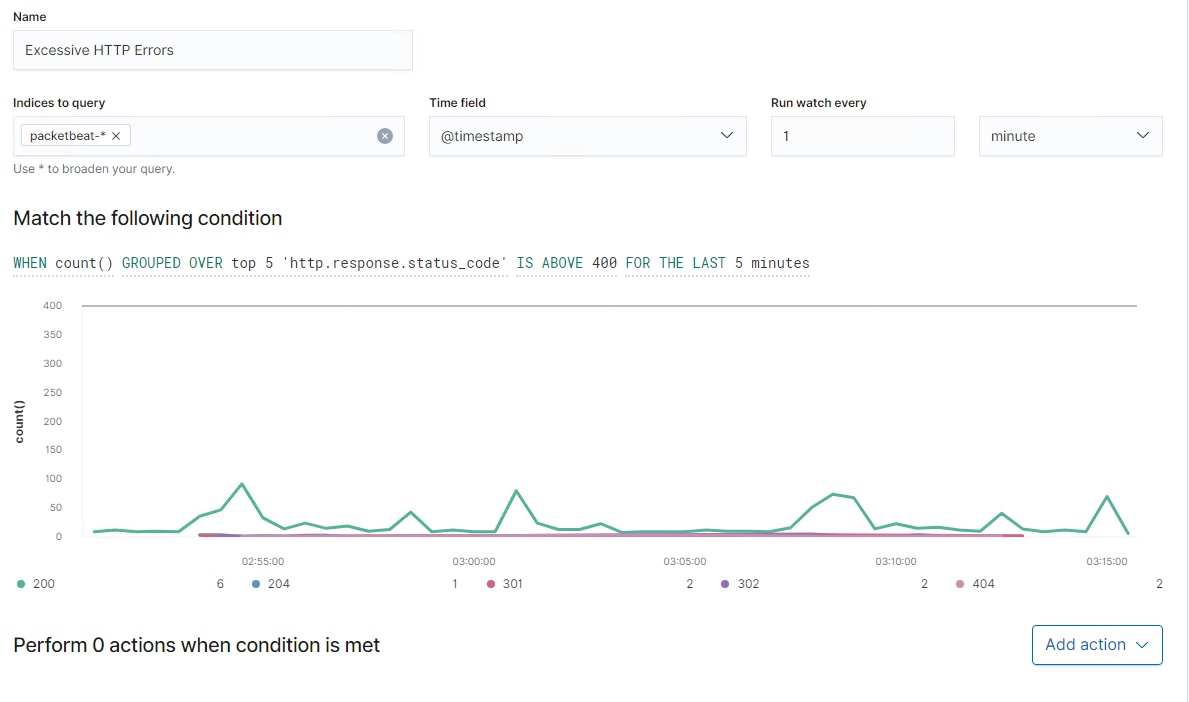 Name
Excessive HTTP Errors
Indices to query
Time field
Run watch every
packetbeat-*
@timestamp
1
minute
Use * to broaden your query.
Match the following condition
WHEN count() GROUPED OVER top 5 'http.response.status_code' IS ABOVE 400 FOR THE LAST 5 minutes
400
350
300
250
200
150
100
50
0
count()
02:55:00 03:00:00 03:05:00 03:10:00 03:15:00
200 6 204 1 301 2 302 2 404 2
Perform 0 actions when condition is met
Add action